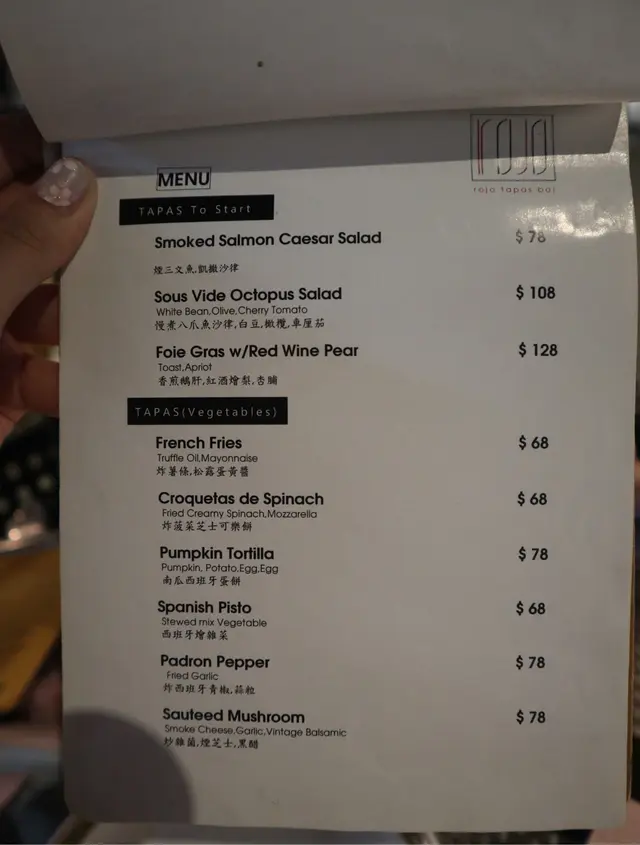 rojo
rojo tapas bar
MENU
TAPAS To Start
Smoked Salmon Caesar Salad $ 78
煙三文魚,凱撒沙律
Sous Vide Octopus Salad $ 108
White Bean,Olive,Cherry Tomato
慢煮八爪魚沙律,白豆,橄欖,車厘茄
Foie Gras w/Red Wine Pear $ 128
Toast,Apriot
香煎鵝肝,紅酒燴梨,杏脯
TAPAS(Vegetables)
French Fries $ 68
Truffle Oil,Mayonnaise
炸薯條,松露蛋黃醬
Croquetas de Spinach $ 68
Fried Creamy Spinach,Mozzarella
炸菠菜芝士可樂餅
Pumpkin Tortilla $ 78
Pumpkin, Potato,Egg,Egg
南瓜西班牙蛋餅
Spanish Pisto $ 68
Stewed mix Vegetable
西班牙燴雜菜
Padron Pepper $ 78
Fried Garlic
炸西班牙青椒,蒜粒
Sauteed Mushroom $ 78
Smoke Cheese,Garlic,Vintage Balsamic
炒雜菌,煙芝士,黑醋